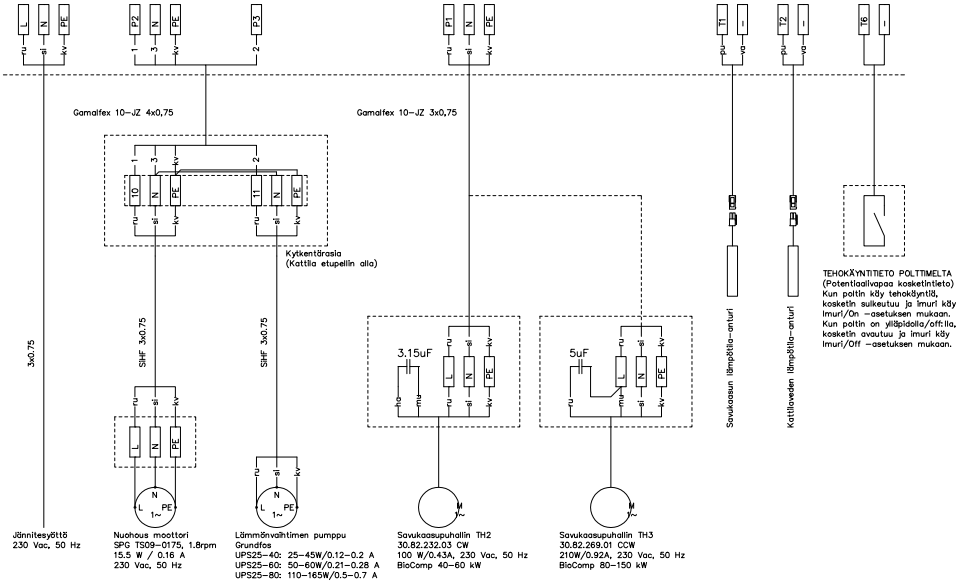 L N PE P2 N PE P3 P1 N PE T1 – T2 – T6 –
ru si kv 1 3 kv 2 ru si kv pu va pu va
Gamalfex 10-JZ 4x0,75
Gamalfex 10-JZ 3x0,75
1 3 kv 2
10 N PE 11 N PE
ru si kv ru si kv
Kytkentärasia
(Kattila etupellin alla)
3x0.75
SiHF 3x0.75
SiHF 3x0.75
TEHOKÄYNTITIETO POLTTIMELTA
(Potentiaalivapaa kosketintieto)
Kun poltin käy tehokäyntiä,
kosketin sulkeutuu ja imuri käy
Imuri/On -asetuksen mukaan.
Kun poltin on ylläpidolla/off:lla,
kosketin avautuu ja imuri käy
Imuri/Off -asetuksen mukaan.
Savukaasun lämpötila-anturi
Kattilaveden lämpötila-anturi
ru si kv
3.15uF
L N PE
ha mu ru si kv
ru si kv
5uF
L N PE
ru mu si kv
ru si kv
L N PE
ru si kv
N
L PE
1~
N
L PE
1~
M
1~
M
1~
Jännitesyöttö
230 Vac, 50 Hz
Nuohous moottori
SPG TS09-0175, 1.8rpm
15.5 W / 0.16 A
230 Vac, 50 Hz
Lämmönvaihtimen pumppu
Grundfos
UPS25-40: 25-45W/0.12-0.2 A
UPS25-60: 50-60W/0.21-0.28 A
UPS25-80: 110-165W/0.5-0.7 A
Savukaasupuhallin TH2
30.82.232.03 CW
100 W/0.43A, 230 Vac, 50 Hz
BioComp 40-60 kW
Savukaasupuhallin TH3
30.82.269.01 CCW
210W/0.92A, 230 Vac, 50 Hz
BioComp 80-150 kW